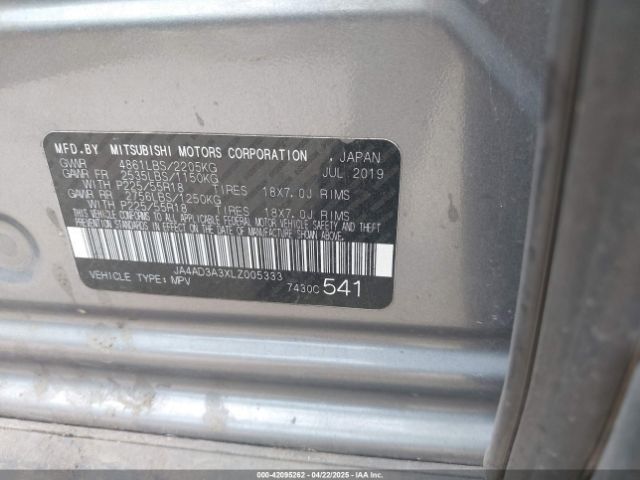 MFD.BY MITSUBISHI MOTORS CORPORATION , JAPAN
GVWR 4861LBS/2205KG JUL 2019
GAWR FR 2535LBS/1150KG
WITH P225/55R18 TIRES 18X7.0J RIMS
GAWR RR 2756LBS/1250KG
WITH P225/55R18 TIRES 18X7.0J RIMS
THIS VEHICLE CONFORMS TO ALL APPLICABLE FEDERAL MOTOR VEHICLE
SAFETY, BUMPER AND THEFT PREVENTION
STANDARDS IN EFFECT ON THE DATE OF MANUFACTURE SHOWN ABOVE.
JA4AD3A3XLZ005333
VEHICLE TYPE: MPV 7430C 541
000-42095262 - 04/22/2025 - IAAI.COM